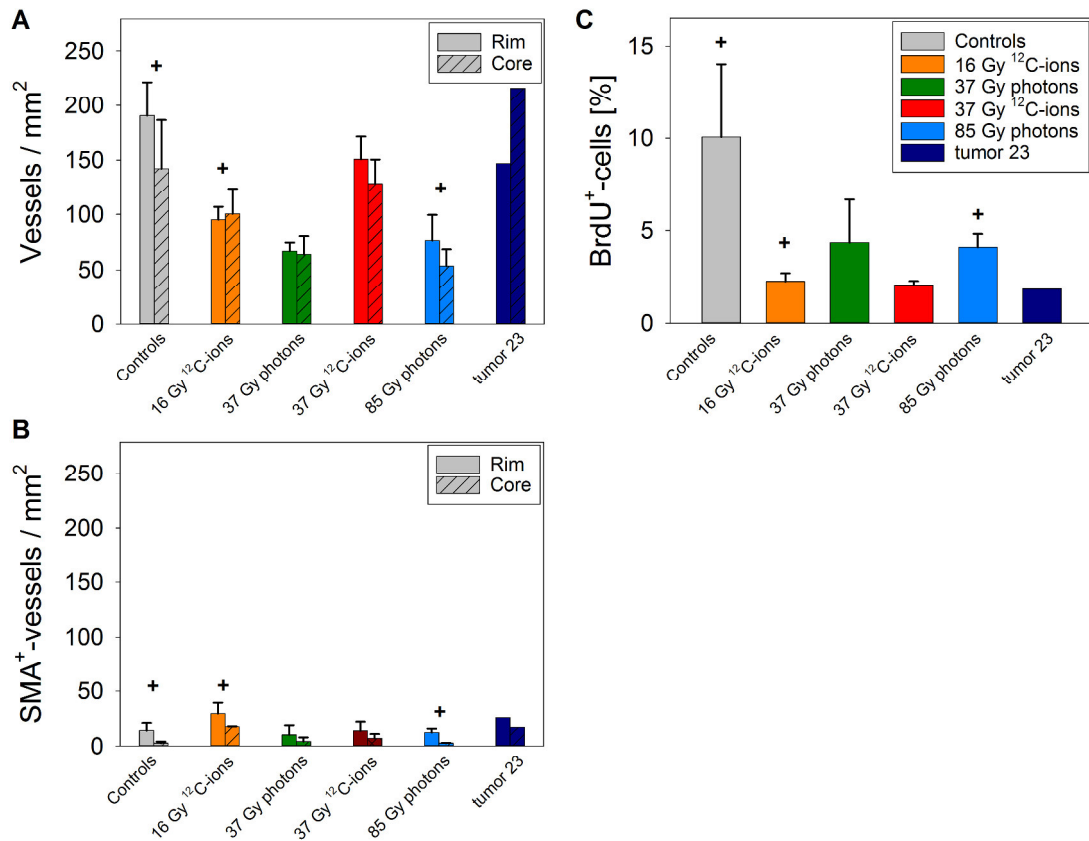 A
Vessels / mm²
250
200
150
100
50
0
Rim
Core
+
+
+
Controls
16 Gy ¹²C-ions
37 Gy photons
37 Gy ¹²C-ions
85 Gy photons
tumor 23
C
BrdU⁺-cells [%]
15
10
5
0
Controls
16 Gy ¹²C-ions
37 Gy photons
37 Gy ¹²C-ions
85 Gy photons
tumor 23
+
+
+
Controls
16 Gy ¹²C-ions
37 Gy photons
37 Gy ¹²C-ions
85 Gy photons
tumor 23
B
SMA⁺-vessels / mm²
250
200
150
100
50
0
Rim
Core
+
+
+
Controls
16 Gy ¹²C-ions
37 Gy photons
37 Gy ¹²C-ions
85 Gy photons
tumor 23